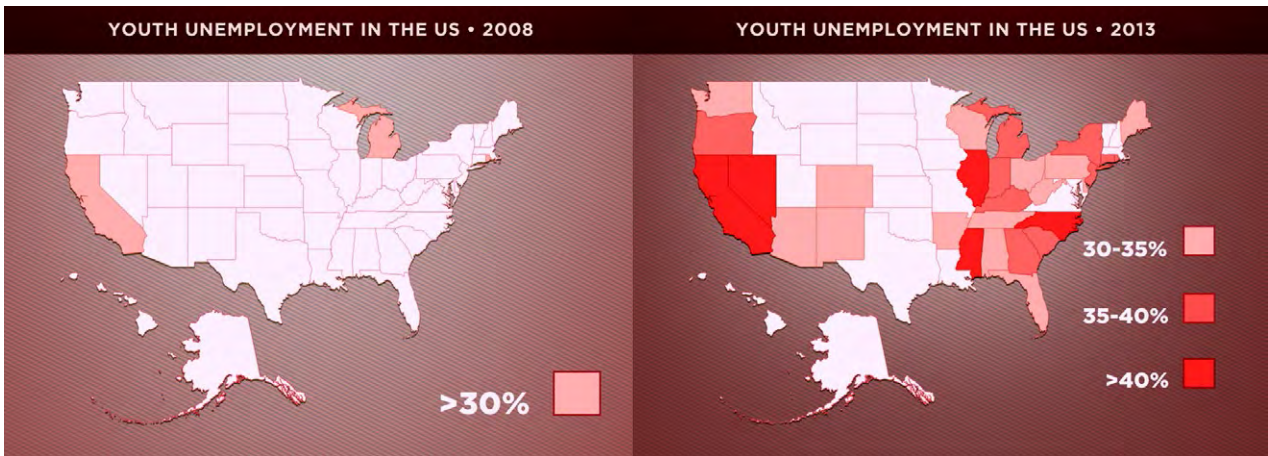 YOUTH UNEMPLOYMENT IN THE US • 2008
>30%
YOUTH UNEMPLOYMENT IN THE US • 2013
30-35%
35-40%
>40%